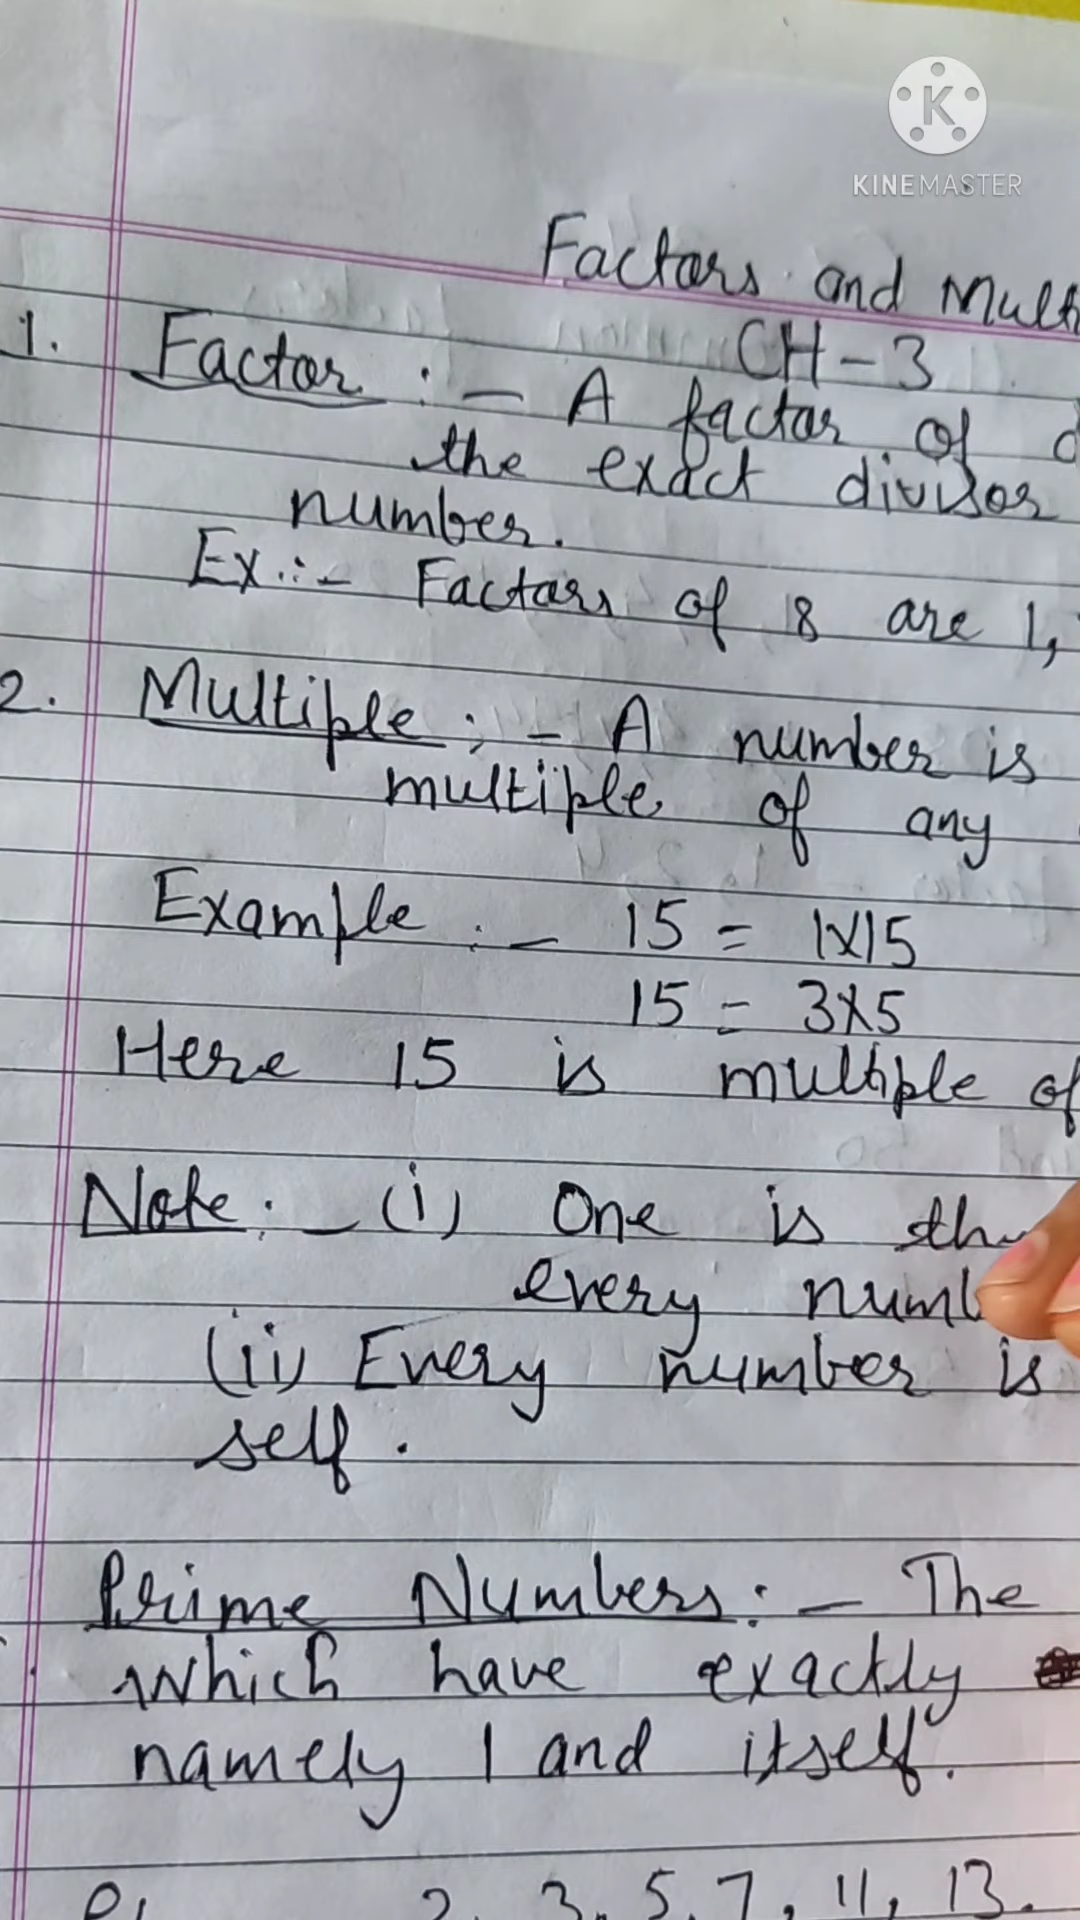 K
KINEMASTER
Factors and Mult
CH-3
1. Factor :- A factor of
the exact divisor
number.
Ex.:- Factors of 18 are 1,
2. Multiple :- A number is
multiple of any
Example :- 15 = 1X15
15 = 3X5
Here 15 is multiple of
Note :- (i) One is
every
(ii) Every number is
self.
Prime Numbers :- The
which have exactly
namely 1 and itself.
2, 3, 5, 7, 11, 13.